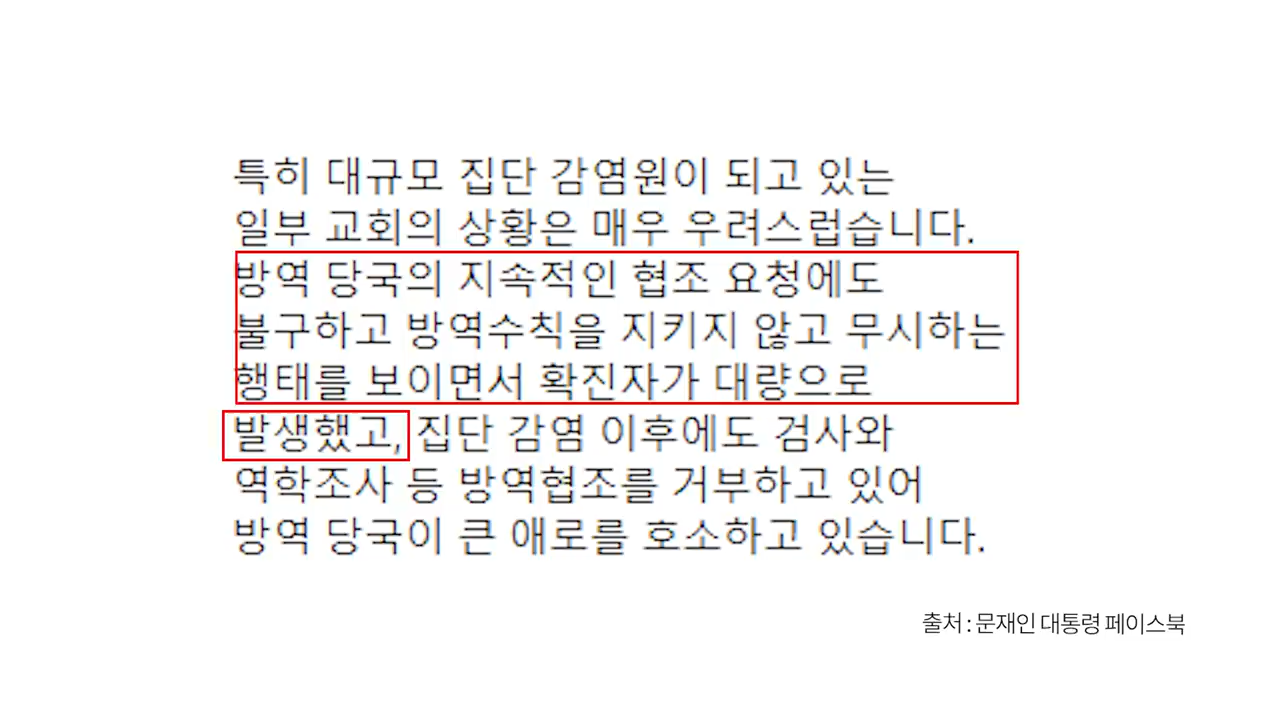 특히 대규모 집단 감염원이 되고 있는
일부 교회의 상황은 매우 우려스럽습니다.
방역 당국의 지속적인 협조 요청에도
불구하고 방역수칙을 지키지 않고 무시하는
행태를 보이면서 확진자가 대량으로
발생했고, 집단 감염 이후에도 검사와
역학조사 등 방역협조를 거부하고 있어
방역 당국이 큰 애로를 호소하고 있습니다.
출처 : 문재인 대통령 페이스북